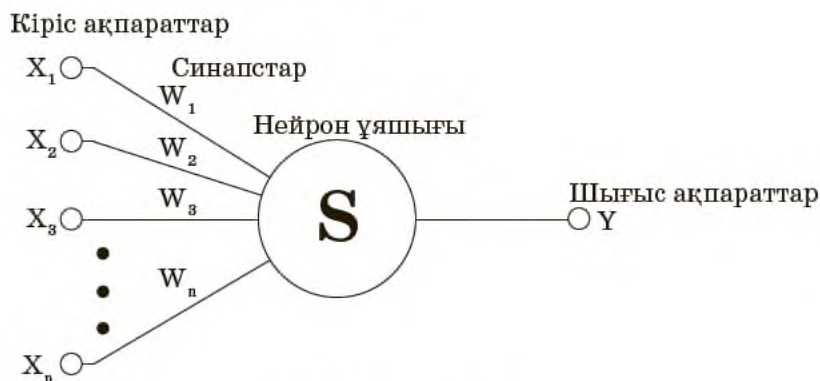 Кіріс ақпараттар
X₁
Синапстар
W₁
Нейрон ұяшығы
X₂
W₂
W₃
X₃
S
Шығыс ақпараттар
Y
Wₙ
Xₙ